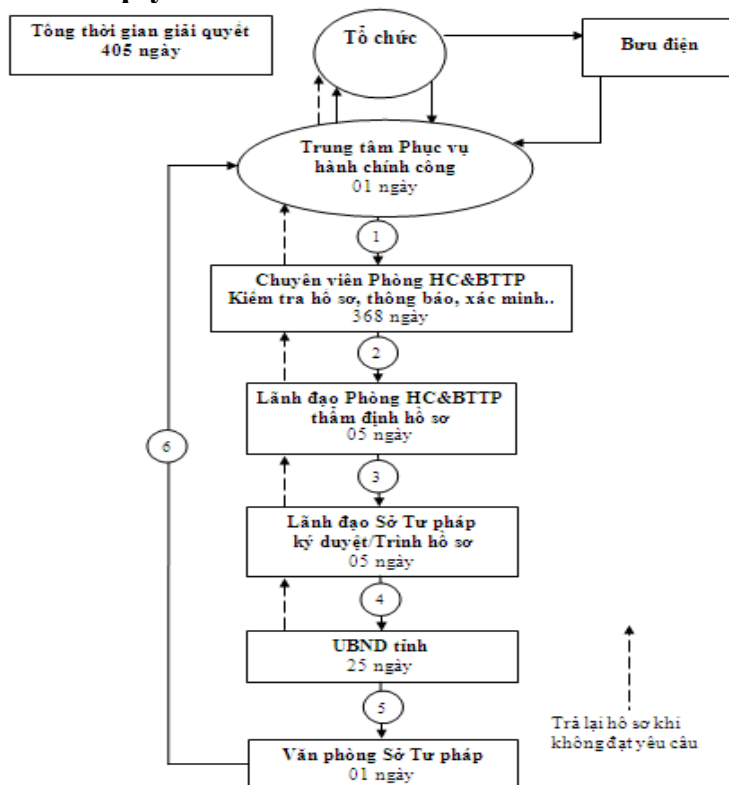 Tổng thời gian giải quyết
405 ngày
Tổ chức
Bưu điện
Trung tâm Phục vụ
hành chính công
01 ngày
1
Chuyên viên Phòng HC&BTTP
Kiểm tra hồ sơ, thông báo, xác minh..
368 ngày
2
Lãnh đạo Phòng HC&BTTP
thẩm định hồ sơ
05 ngày
6
3
Lãnh đạo Sở Tư pháp
ký duyệt/Trình hồ sơ
05 ngày
4
UBND tỉnh
25 ngày
5
Trả lại hồ sơ khi
không đạt yêu cầu
Văn phòng Sở Tư pháp
01 ngày